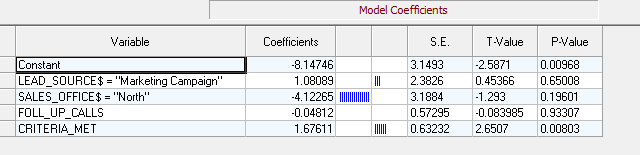 Model Coefficients
Variable Coefficients S.E. T-Value P-Value
Constant -8.14746 3.1493 -2.5871 0.00968
LEAD_SOURCE$ = "Marketing Campaign" 1.08089 2.3826 0.45366 0.65008
SALES_OFFICE$ = "North" -4.12265 3.1884 -1.293 0.19601
FOLL_UP_CALLS -0.04812 0.57295 -0.083985 0.93307
CRITERIA_MET 1.67611 0.63232 2.6507 0.00803